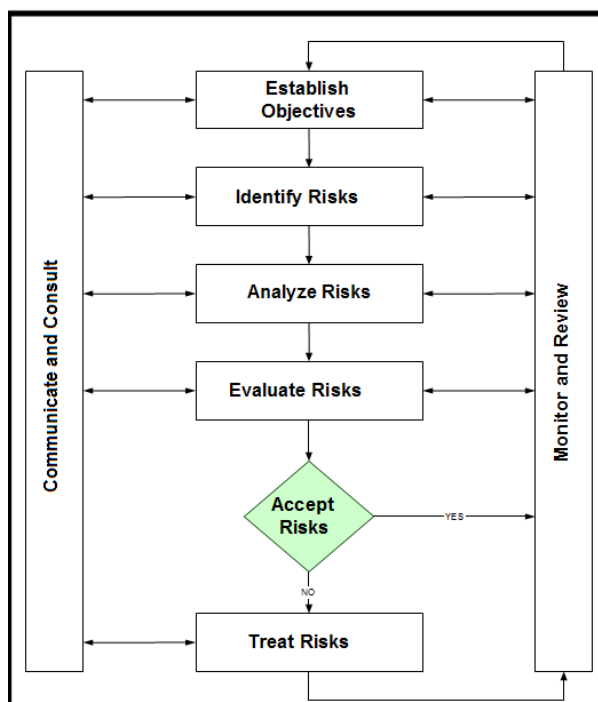 Establish
Objectives
Identify Risks
Analyze Risks
Evaluate Risks
Accept
Risks
YES
NO
Treat Risks
Communicate and Consult
Monitor and Review